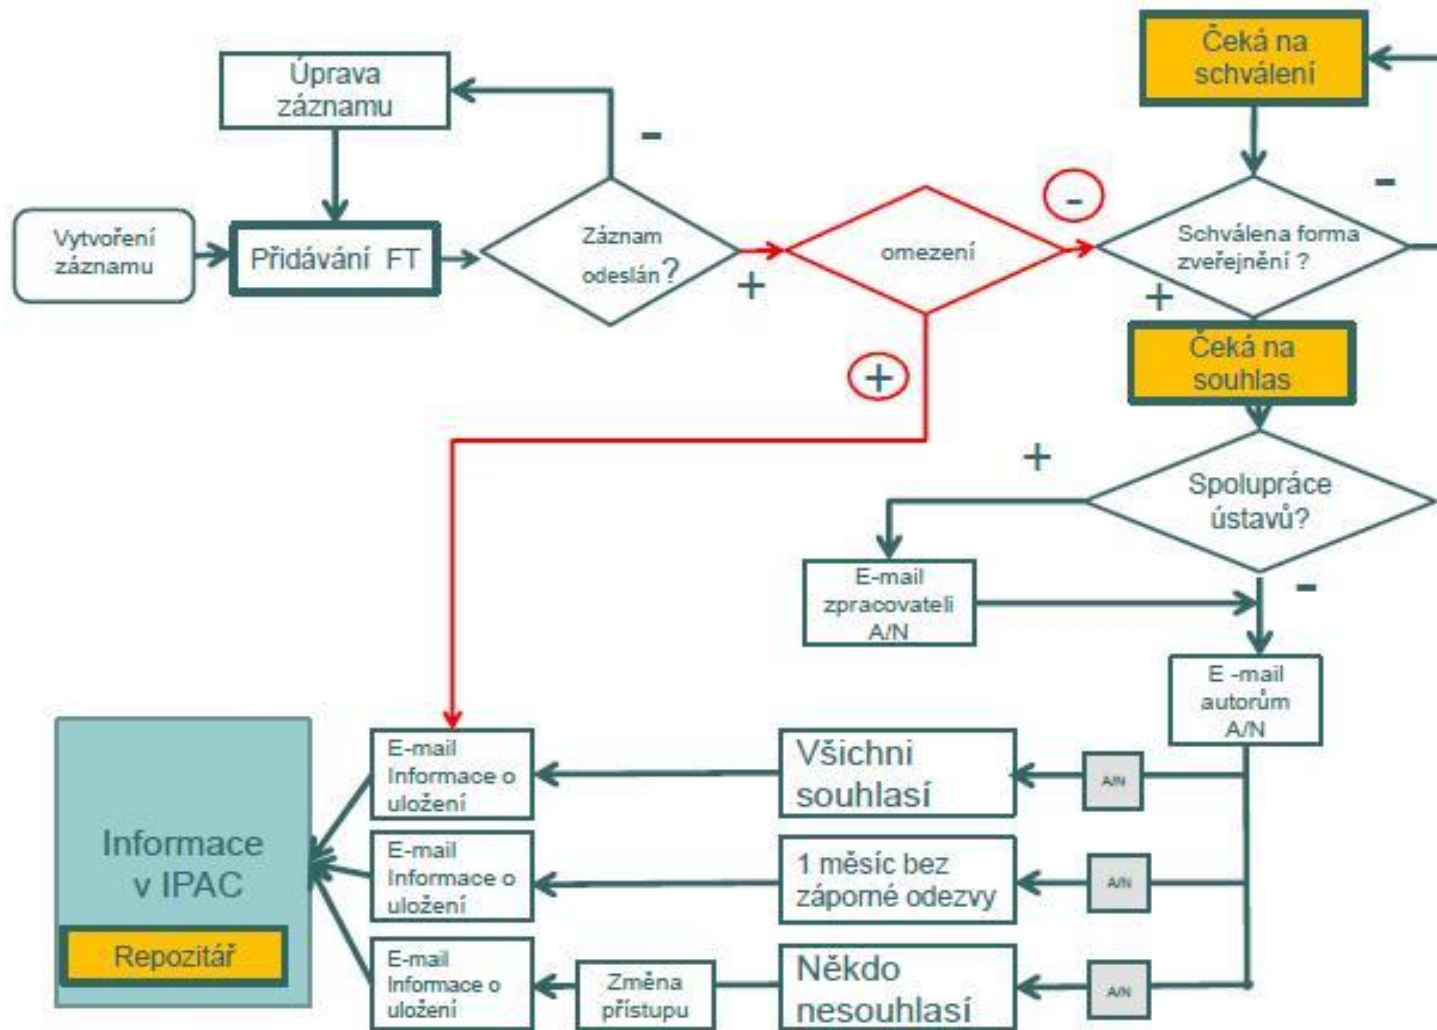 Čeká na
schválení
Úprava
záznamu
-
-
-
Vytvoření
záznamu
Přidávání FT
Záznam
odeslán?
+
omezení
Schválena forma
zveřejnění ?
+
+
Čeká na
souhlas
+
Spolupráce
ústavů?
E-mail
zpracovateli
A/N
-
E -mail
autorům
A/N
E-mail
Informace o
uložení
Všichni
souhlasí
A/N
Informace
v IPAC
E-mail
Informace o
uložení
1 měsíc bez
záporné odezvy
A/N
Repozitář
E-mail
Informace o
uložení
Změna
přístupu
Někdo
nesouhlasí
A/N